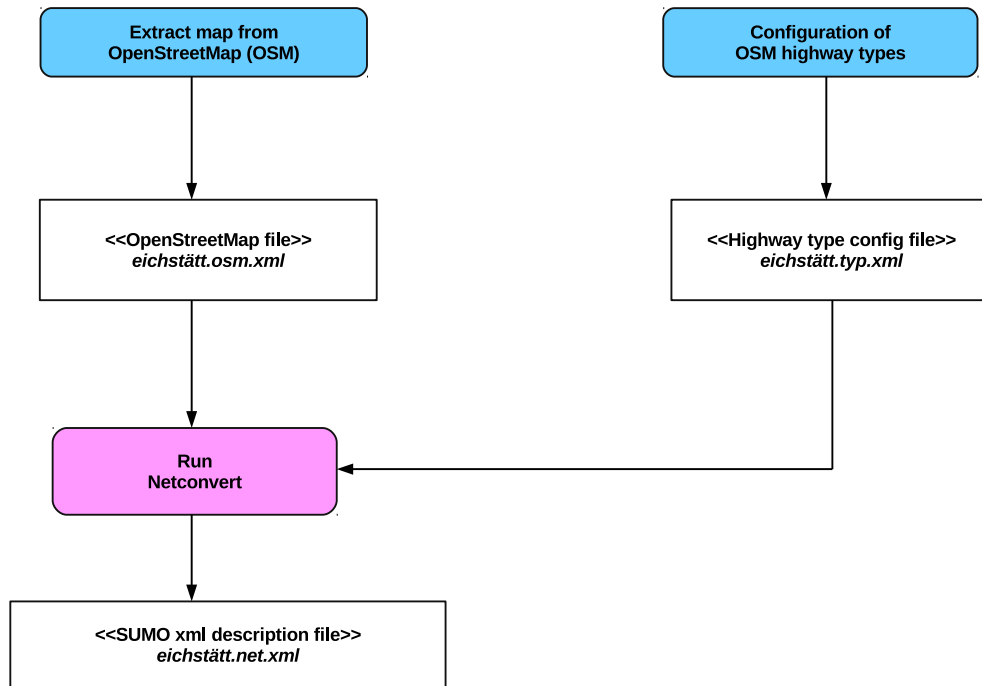 Extract map from
OpenStreetMap (OSM)
Configuration of
OSM highway types
<<OpenStreetMap file>>
eichstätt.osm.xml
<<Highway type config file>>
eichstätt.typ.xml
Run
Netconvert
<<SUMO xml description file>>
eichstätt.net.xml